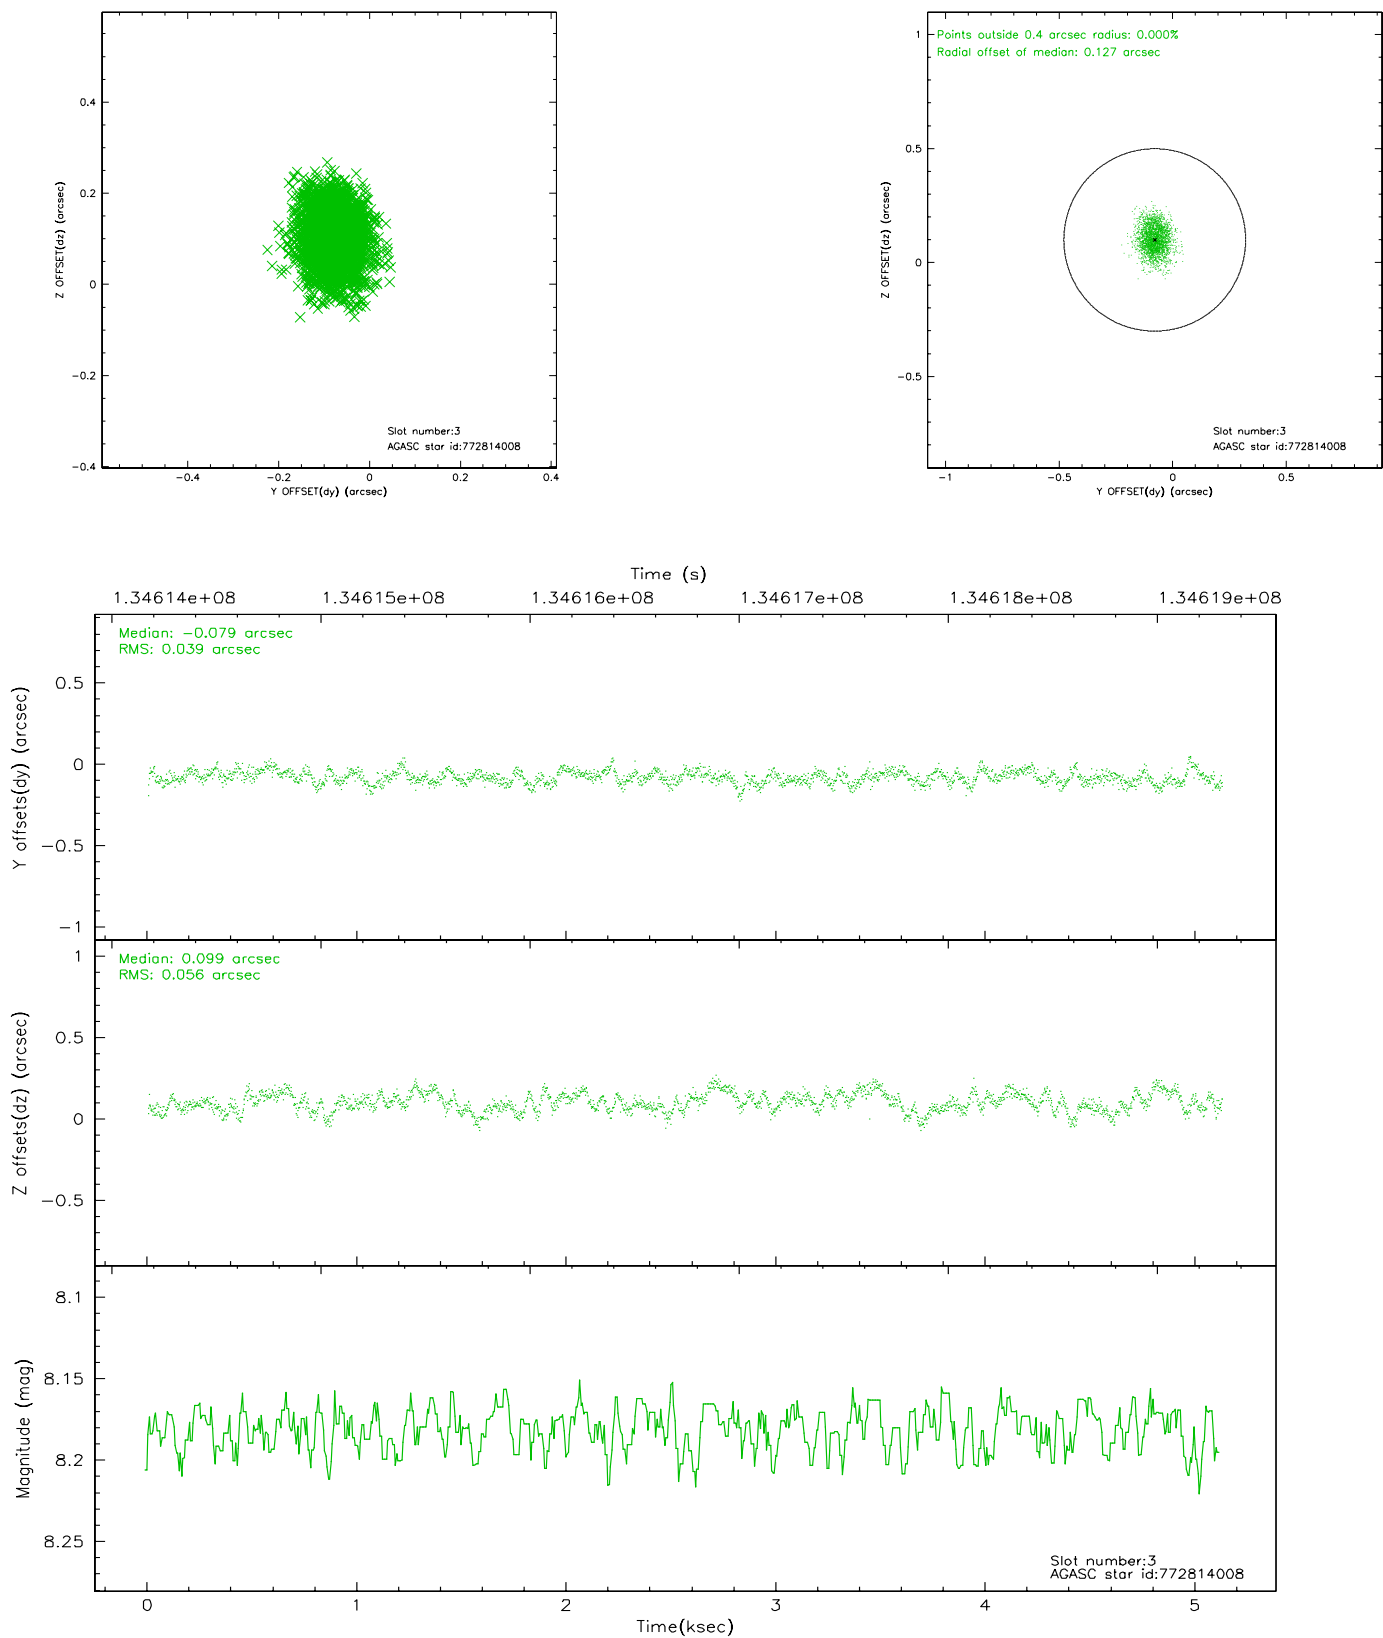 0.4
0.2
0
−0.2
−0.4
Z OFFSET(dz) (arcsec)
Slot number:3
AGASC star id:772814008
−0.4
−0.2
0
0.2
0.4
Y OFFSET(dy) (arcsec)
Points outside 0.4 arcsec radius: 0.000%
Radial offset of median: 0.127 arcsec
1
0.5
0
−0.5
Z OFFSET(dz) (arcsec)
Slot number:3
AGASC star id:772814008
−1
−0.5
0
0.5
Y OFFSET(dy) (arcsec)
Time (s)
1.34614e+08
1.34615e+08
1.34616e+08
1.34617e+08
1.34618e+08
1.34619e+08
Median: −0.079 arcsec
RMS: 0.039 arcsec
0.5
0
−0.5
−1
Y offsets(dy) (arcsec)
Median: 0.099 arcsec
RMS: 0.056 arcsec
1
0.5
0
−0.5
Z offsets(dz) (arcsec)
8.1
8.15
8.2
8.25
Magnitude (mag)
Slot number:3
AGASC star id:772814008
0
1
2
3
4
5
Time(ksec)